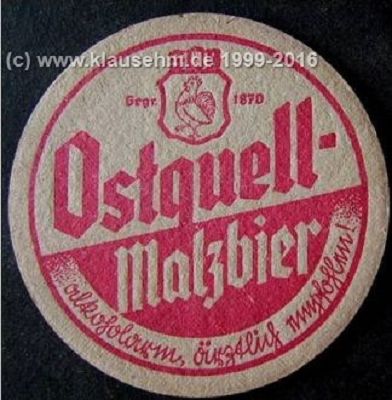 (c) www.klausehm.de 1999-2016
Gegr. 1870
Ostquell-
Malzbier
alkoholarm, ärztlich empfohlen!